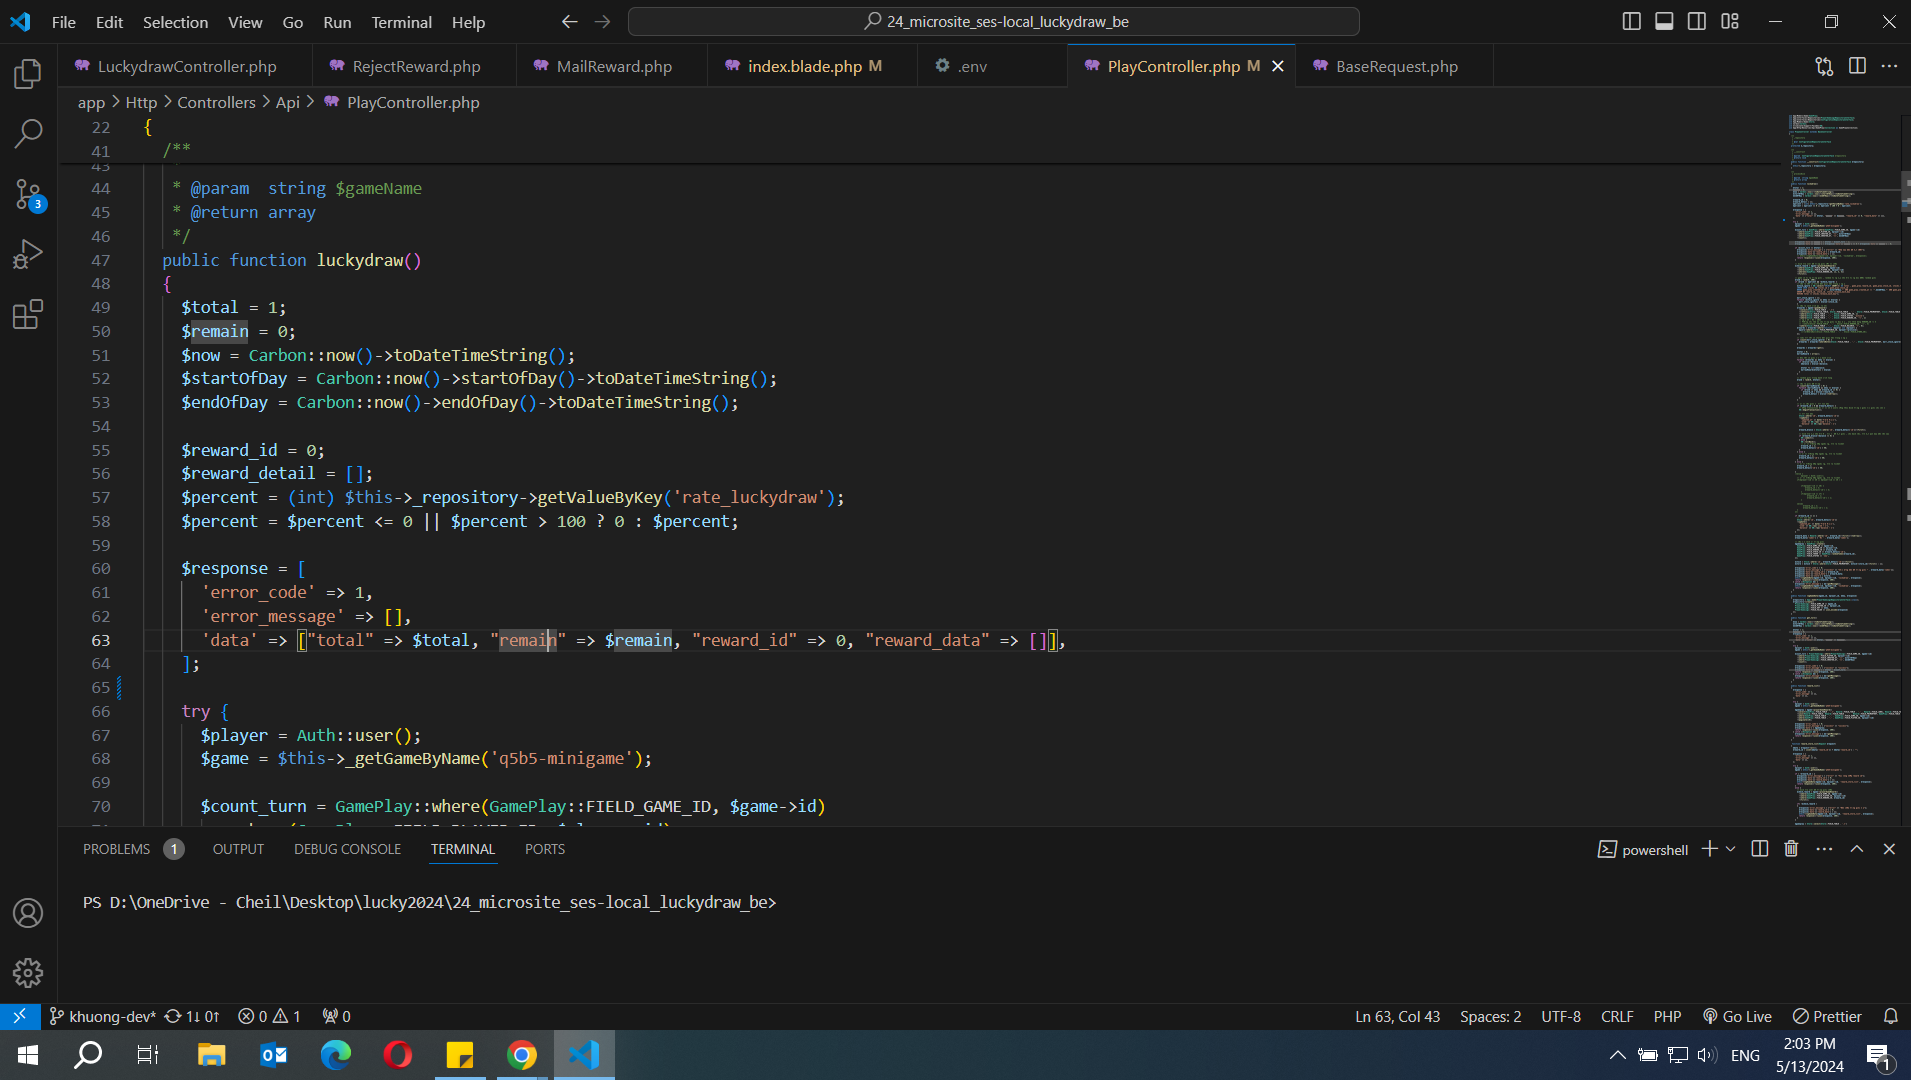 File Edit Selection View Go Run Terminal Help
24_microsite_ses-local_luckydraw_be
LuckydrawController.php RejectReward.php MailReward.php index.blade.php M .env PlayController.php M BaseRequest.php
app > Http > Controllers > Api > PlayController.php
22 {
41 /**
44 * @param  string $gameName
45 * @return array
46 */
47 public function luckydraw()
48 {
49 $total = 1;
50 $remain = 0;
51 $now = Carbon::now()->toDateTimeString();
52 $startOfDay = Carbon::now()->startOfDay()->toDateTimeString();
53 $endOfDay = Carbon::now()->endOfDay()->toDateTimeString();
54
55 $reward_id = 0;
56 $reward_detail = [];
57 $percent = (int) $this->_repository->getValueByKey('rate_luckydraw');
58 $percent = $percent <= 0 || $percent > 100 ? 0 : $percent;
59
60 $response = [
61 'error_code' => 1,
62 'error_message' => [],
63 'data' => ["total" => $total, "remain" => $remain, "reward_id" => 0, "reward_data" => []],
64 ];
65
66 try {
67 $player = Auth::user();
68 $game = $this->_getGameByName('q5b5-minigame');
69
70 $count_turn = GamePlay::where(GamePlay::FIELD_GAME_ID, $game->id)
3
PROBLEMS 1 OUTPUT DEBUG CONSOLE TERMINAL PORTS
powershell
PS D:\OneDrive - Cheil\Desktop\lucky2024\24_microsite_ses-local_luckydraw_be>
khuong-dev* 1↓ 0↑ 0 1 0
Ln 63, Col 43 Spaces: 2 UTF-8 CRLF PHP Go Live Prettier
ENG
2:03 PM
5/13/2024
1